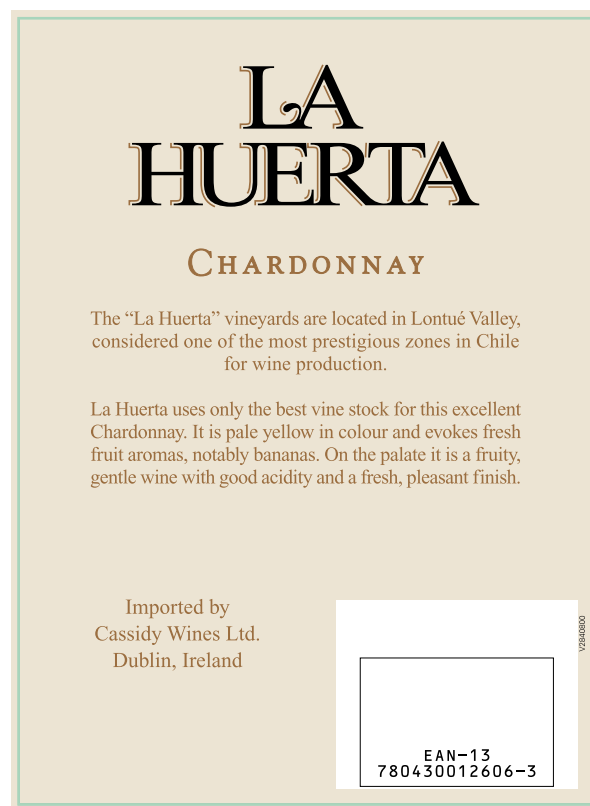 LA
HUERTA
CHARDONNAY
The “La Huerta” vineyards are located in Lontué Valley,
considered one of the most prestigious zones in Chile
for wine production.
La Huerta uses only the best vine stock for this excellent
Chardonnay. It is pale yellow in colour and evokes fresh
fruit aromas, notably bananas. On the palate it is a fruity,
gentle wine with good acidity and a fresh, pleasant finish.
Imported by
Cassidy Wines Ltd.
Dublin, Ireland
V2840800
EAN-13
780430012606-3